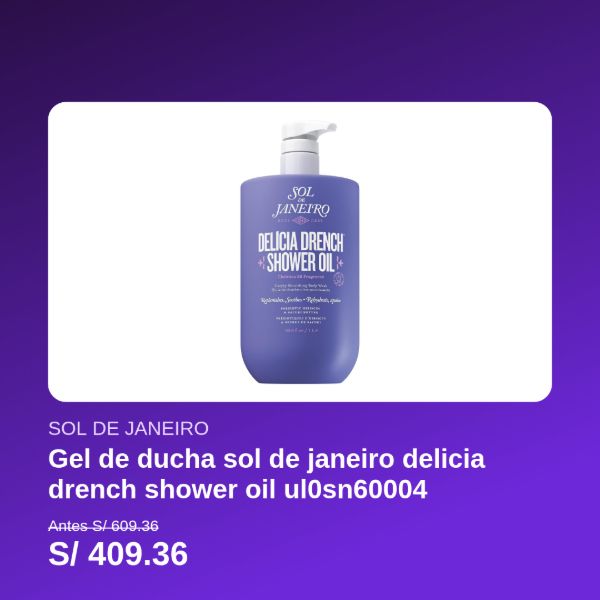 SOL
DE
JANEIRO
DELÍCIA DRENCH
SHOWER OIL
SOL DE JANEIRO
Gel de ducha sol de janeiro delicia
drench shower oil ul0sn60004
Antes S/ 609.36
S/ 409.36